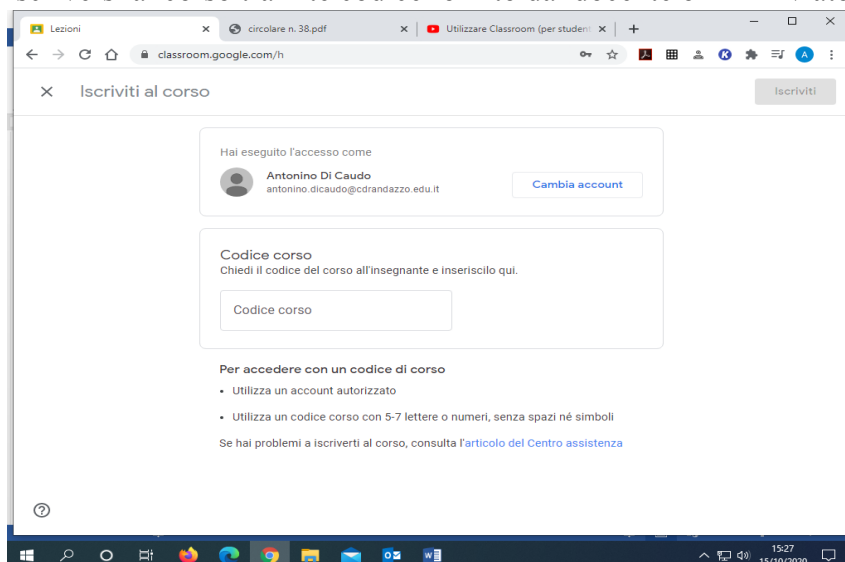 Lezioni
circolare n. 38.pdf
Utilizzare Classroom (per student
classroom.google.com/h
K
A
Iscriviti al corso
Iscriviti
Hai eseguito l'accesso come
Antonino Di Caudo
antonino.dicaudo@cdrandazzo.edu.it
Cambia account
Codice corso
Chiedi il codice del corso all'insegnante e inseriscilo qui.
Codice corso
Per accedere con un codice di corso
• Utilizza un account autorizzato
• Utilizza un codice corso con 5-7 lettere o numeri, senza spazi né simboli
Se hai problemi a iscriverti al corso, consulta l'articolo del Centro assistenza
15:27
15/10/2020